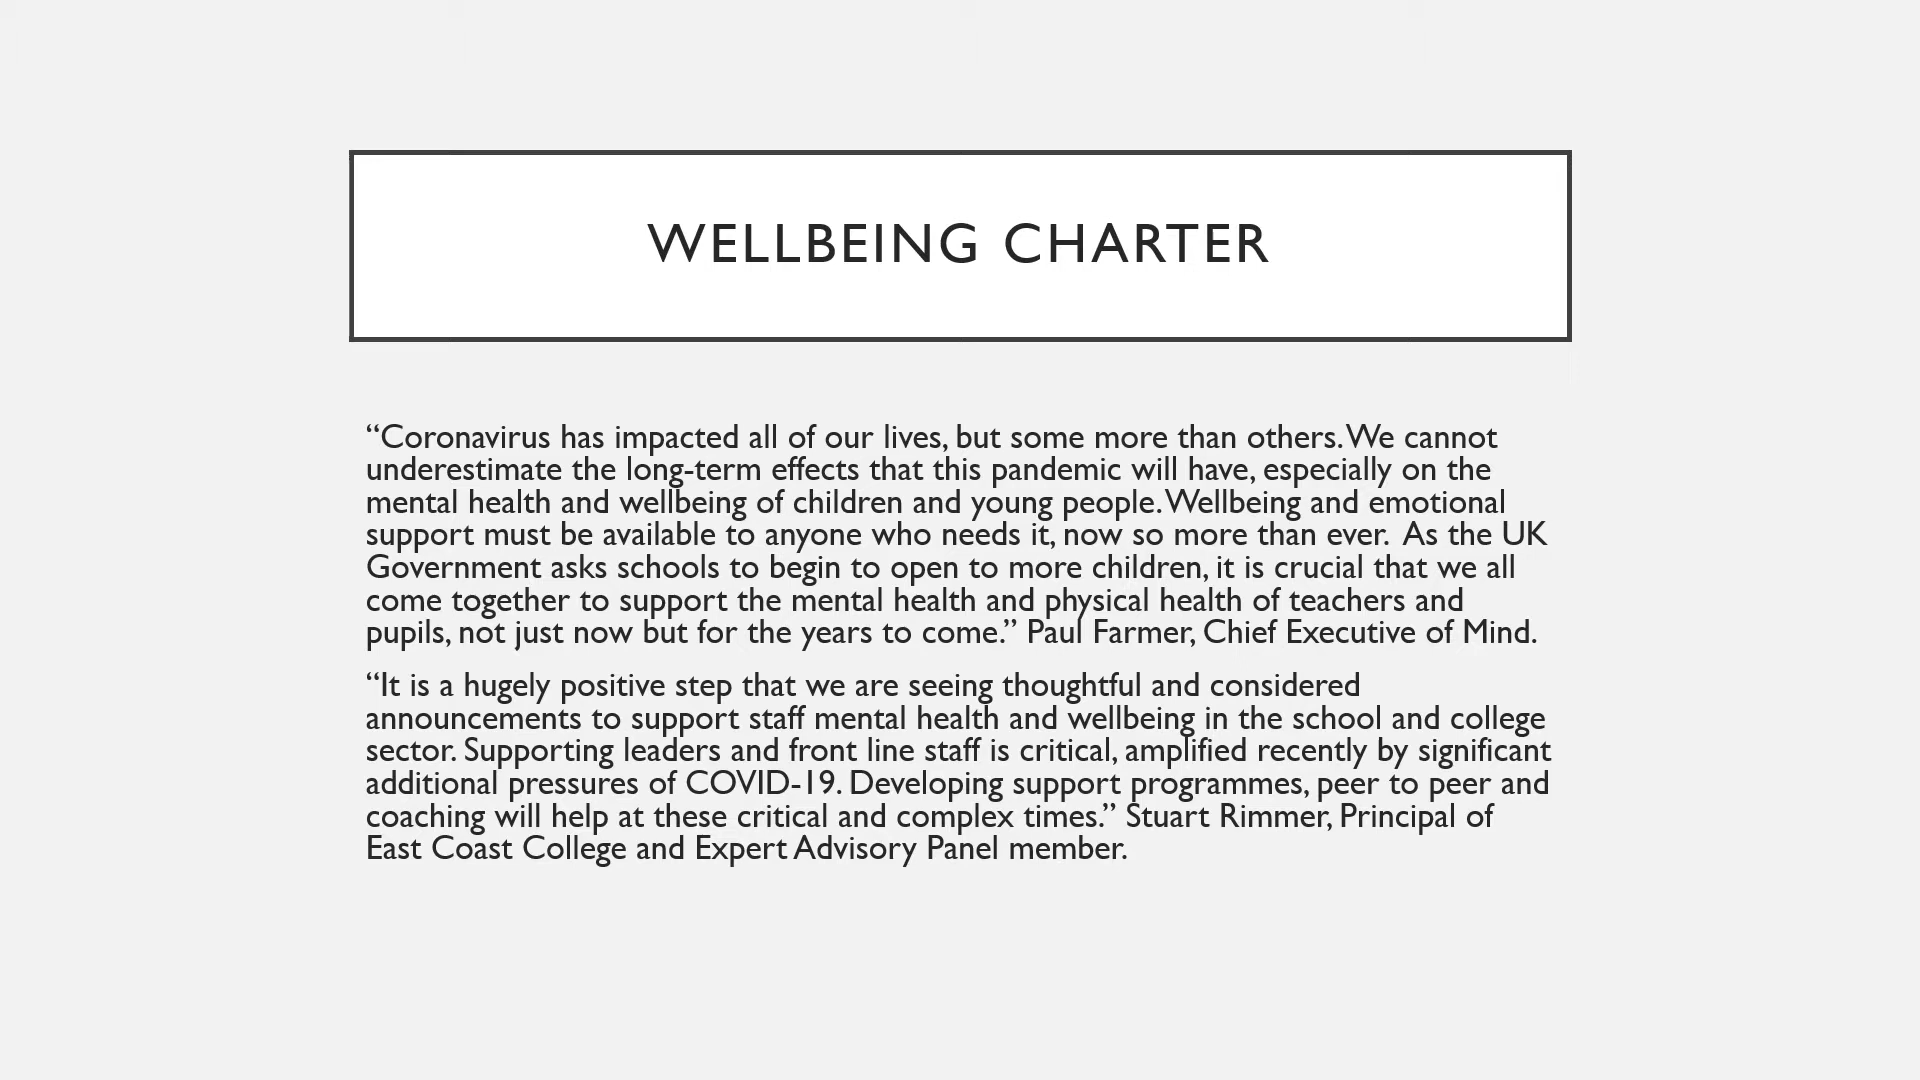 WELLBEING CHARTER
“Coronavirus has impacted all of our lives, but some more than others. We cannot
underestimate the long-term effects that this pandemic will have, especially on the
mental health and wellbeing of children and young people. Wellbeing and emotional
support must be available to anyone who needs it, now so more than ever.  As the UK
Government asks schools to begin to open to more children, it is crucial that we all
come together to support the mental health and physical health of teachers and
pupils, not just now but for the years to come.” Paul Farmer, Chief Executive of Mind.
“It is a hugely positive step that we are seeing thoughtful and considered
announcements to support staff mental health and wellbeing in the school and college
sector. Supporting leaders and front line staff is critical, amplified recently by significant
additional pressures of COVID-19. Developing support programmes, peer to peer and
coaching will help at these critical and complex times.” Stuart Rimmer, Principal of
East Coast College and Expert Advisory Panel member.